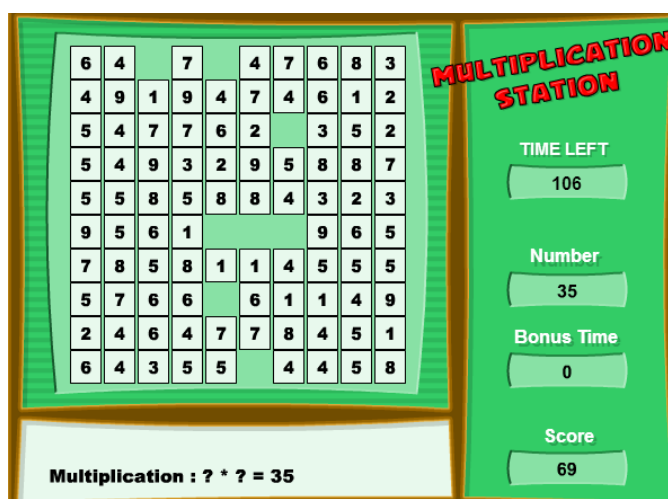 6 4 7 4 7 6 8 3
4 9 1 9 4 7 4 6 1 2
5 4 7 7 6 2 3 5 2
5 4 9 3 2 9 5 8 8 7
5 5 8 5 8 8 4 3 2 3
9 5 6 1 9 6 5
7 8 5 8 1 1 4 5 5 5
5 7 6 6 6 1 1 4 9
2 4 6 4 7 7 8 4 5 1
6 4 3 5 5 4 4 5 8
Multiplication : ? * ? = 35
MULTIPLICATION
STATION
TIME LEFT
106
Number
35
Bonus Time
0
Score
69